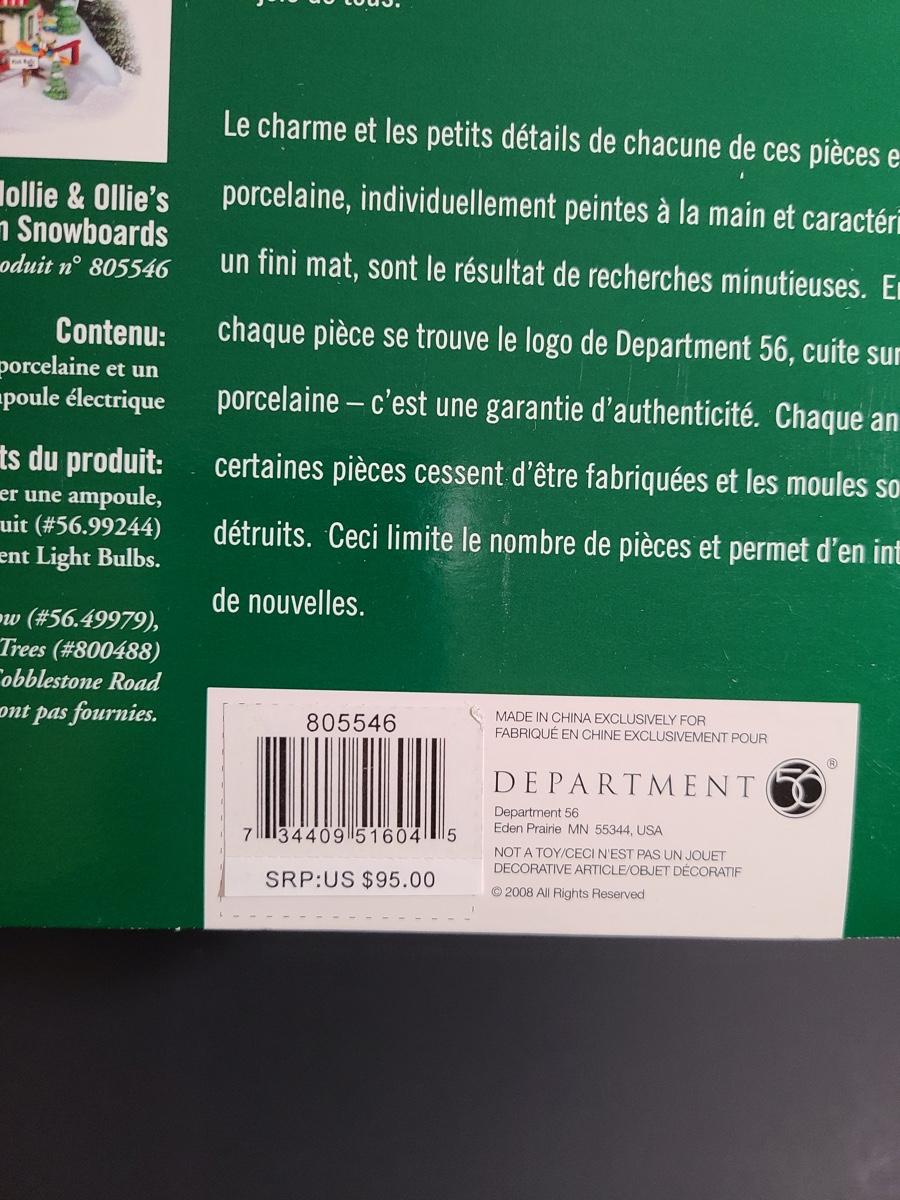 Le charme et les petits détails de chacune de ces pièces
porcelaine, individuellement peintes à la main et
un fini mat, sont le résultat de recherches minutieuses.
chaque pièce se trouve le logo de Department 56, cuite sur
porcelaine – c'est une garantie d'authenticité. Chaque
certaines pièces cessent d'être fabriquées et les moules
détruits. Ceci limite le nombre de pièces et permet d'en
de nouvelles.
& Ollie's
Snowboards
n° 805546
Contenu:
porcelaine et un
électrique
du produit:
une ampoule,
(#56.99244)
Light Bulbs.
(#56.49979),
Trees (#800488)
Cobblestone Road
pas fournies.
805546
7 34409 51604 5
SRP:US $95.00
MADE IN CHINA EXCLUSIVELY FOR
FABRIQUÉ EN CHINE EXCLUSIVEMENT POUR
DEPARTMENT 56 ®
Department 56
Eden Prairie MN 55344, USA
NOT A TOY/CECI N'EST PAS UN JOUET
DECORATIVE ARTICLE/OBJET DÉCORATIF
© 2008 All Rights Reserved